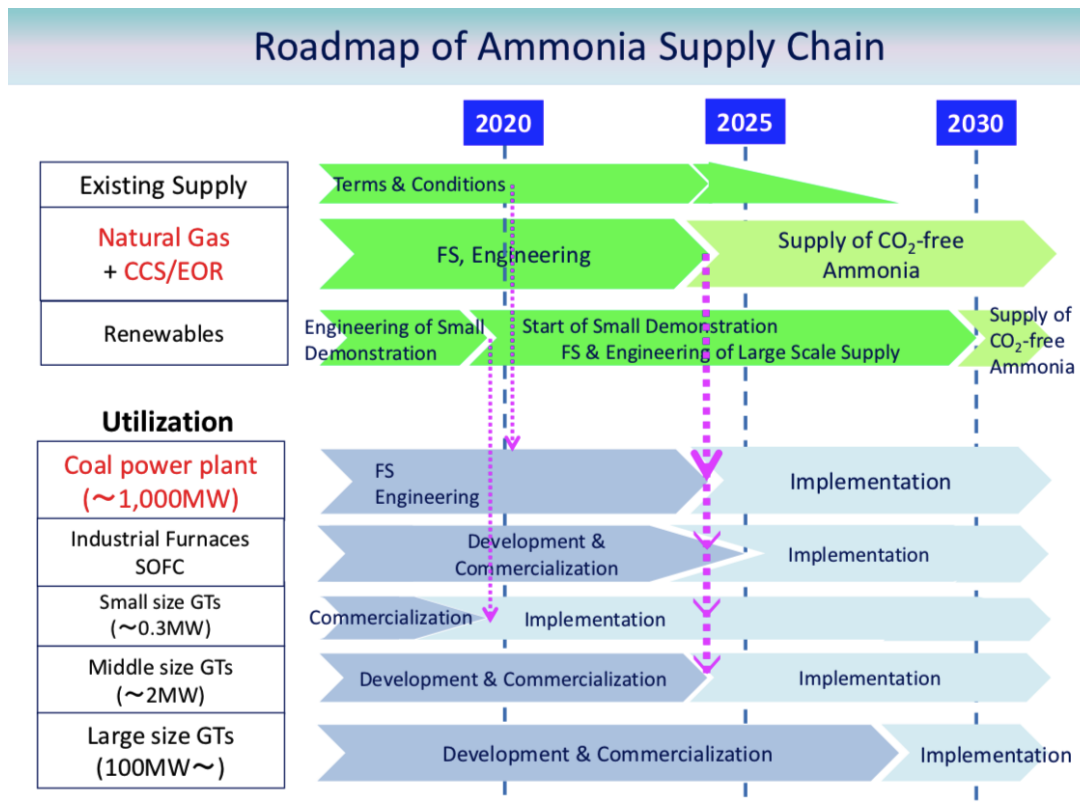 Roadmap of Ammonia Supply Chain
2020
2025
2030
Existing Supply
Terms & Conditions
Natural Gas
+ CCS/EOR
FS, Engineering
Supply of CO₂-free
Ammonia
Renewables
Engineering of Small
Demonstration
Start of Small Demonstration
FS & Engineering of Large Scale Supply
Supply of
CO₂-free
Ammonia
Utilization
Coal power plant
(～1,000MW)
FS
Engineering
Implementation
Industrial Furnaces
SOFC
Development &
Commercialization
Implementation
Small size GTs
(～0.3MW)
Commercialization
Implementation
Middle size GTs
(～2MW)
Development & Commercialization
Implementation
Large size GTs
(100MW～)
Development & Commercialization
Implementation